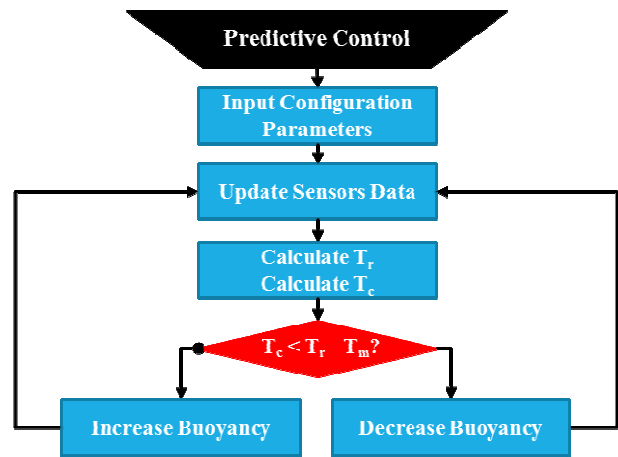 Predictive Control
Input Configuration
Parameters
Update Sensors Data
Calculate Tr
Calculate Tc
Tc < Tr Tm?
Increase Buoyancy
Decrease Buoyancy